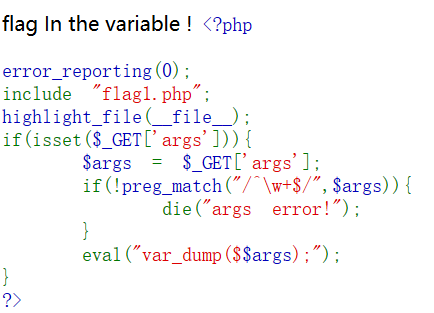 flag In the variable ! <?php
error_reporting(0);
include "flag1.php";
highlight_file(__file__);
if(isset($_GET['args'])){
$args = $_GET['args'];
if(!preg_match("/^\w+$/",$args)){
die("args error!");
}
eval("var_dump($$args);");
}
?>